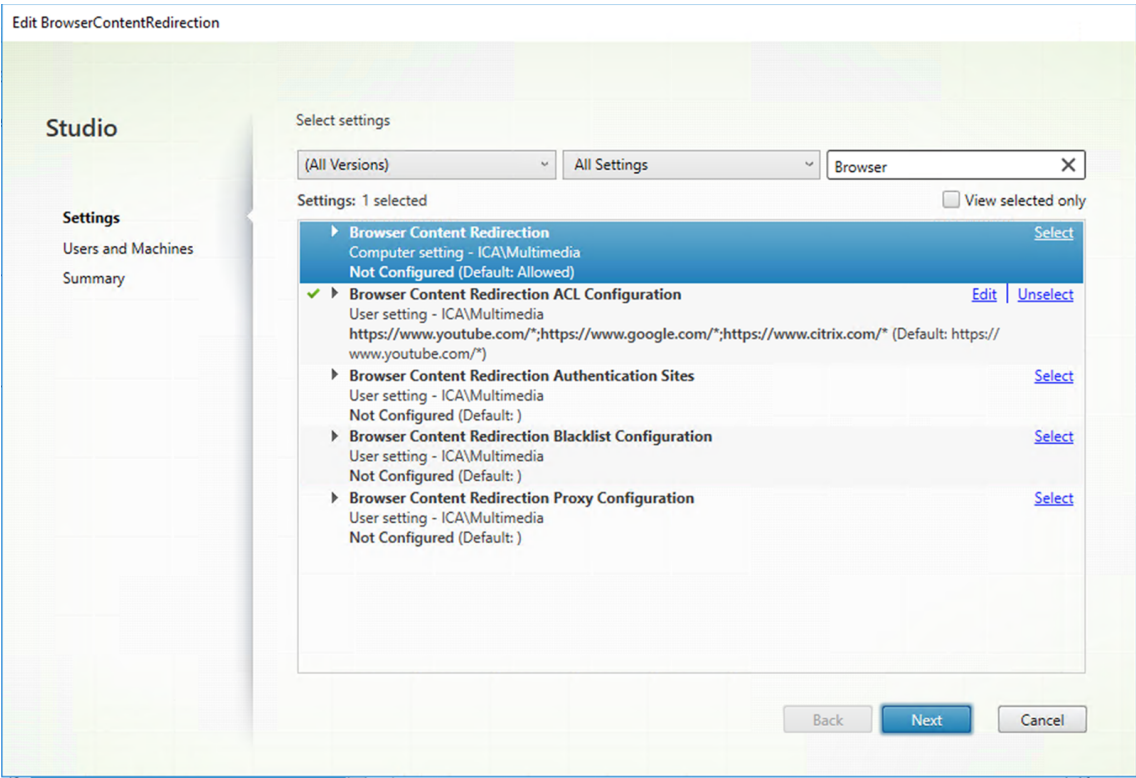 Edit BrowserContentRedirection
Studio
Settings
Users and Machines
Summary
Select settings
(All Versions)
All Settings
Browser
Settings: 1 selected
View selected only
Browser Content Redirection
Select
Computer setting - ICA\Multimedia
Not Configured (Default: Allowed)
Browser Content Redirection ACL Configuration
Edit
Unselect
User setting - ICA\Multimedia
https://www.youtube.com/*;https://www.google.com/*;https://www.citrix.com/* (Default: https://
www.youtube.com/*)
Browser Content Redirection Authentication Sites
Select
User setting - ICA\Multimedia
Not Configured (Default: )
Browser Content Redirection Blacklist Configuration
Select
User setting - ICA\Multimedia
Not Configured (Default: )
Browser Content Redirection Proxy Configuration
Select
User setting - ICA\Multimedia
Not Configured (Default: )
Back
Next
Cancel